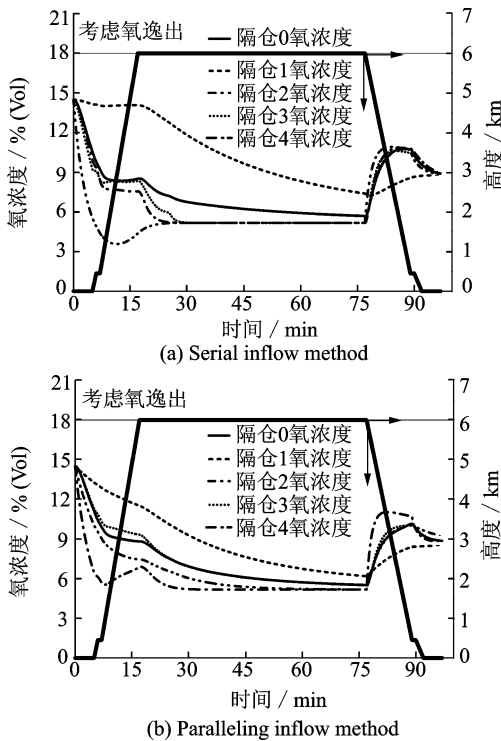 考虑氧逸出
隔仓0氧浓度
隔仓1氧浓度
隔仓2氧浓度
隔仓3氧浓度
隔仓4氧浓度
氧浓度 / % (Vol)
21
18
15
12
9
6
3
0
高度 / km
7
6
5
4
3
2
1
0
0 15 30 45 60 75 90
时间 / min
(a) Serial inflow method
考虑氧逸出
隔仓0氧浓度
隔仓1氧浓度
隔仓2氧浓度
隔仓3氧浓度
隔仓4氧浓度
氧浓度 / % (Vol)
21
18
15
12
9
6
3
0
高度 / km
7
6
5
4
3
2
1
0
0 15 30 45 60 75 90
时间 / min
(b) Paralleling inflow method